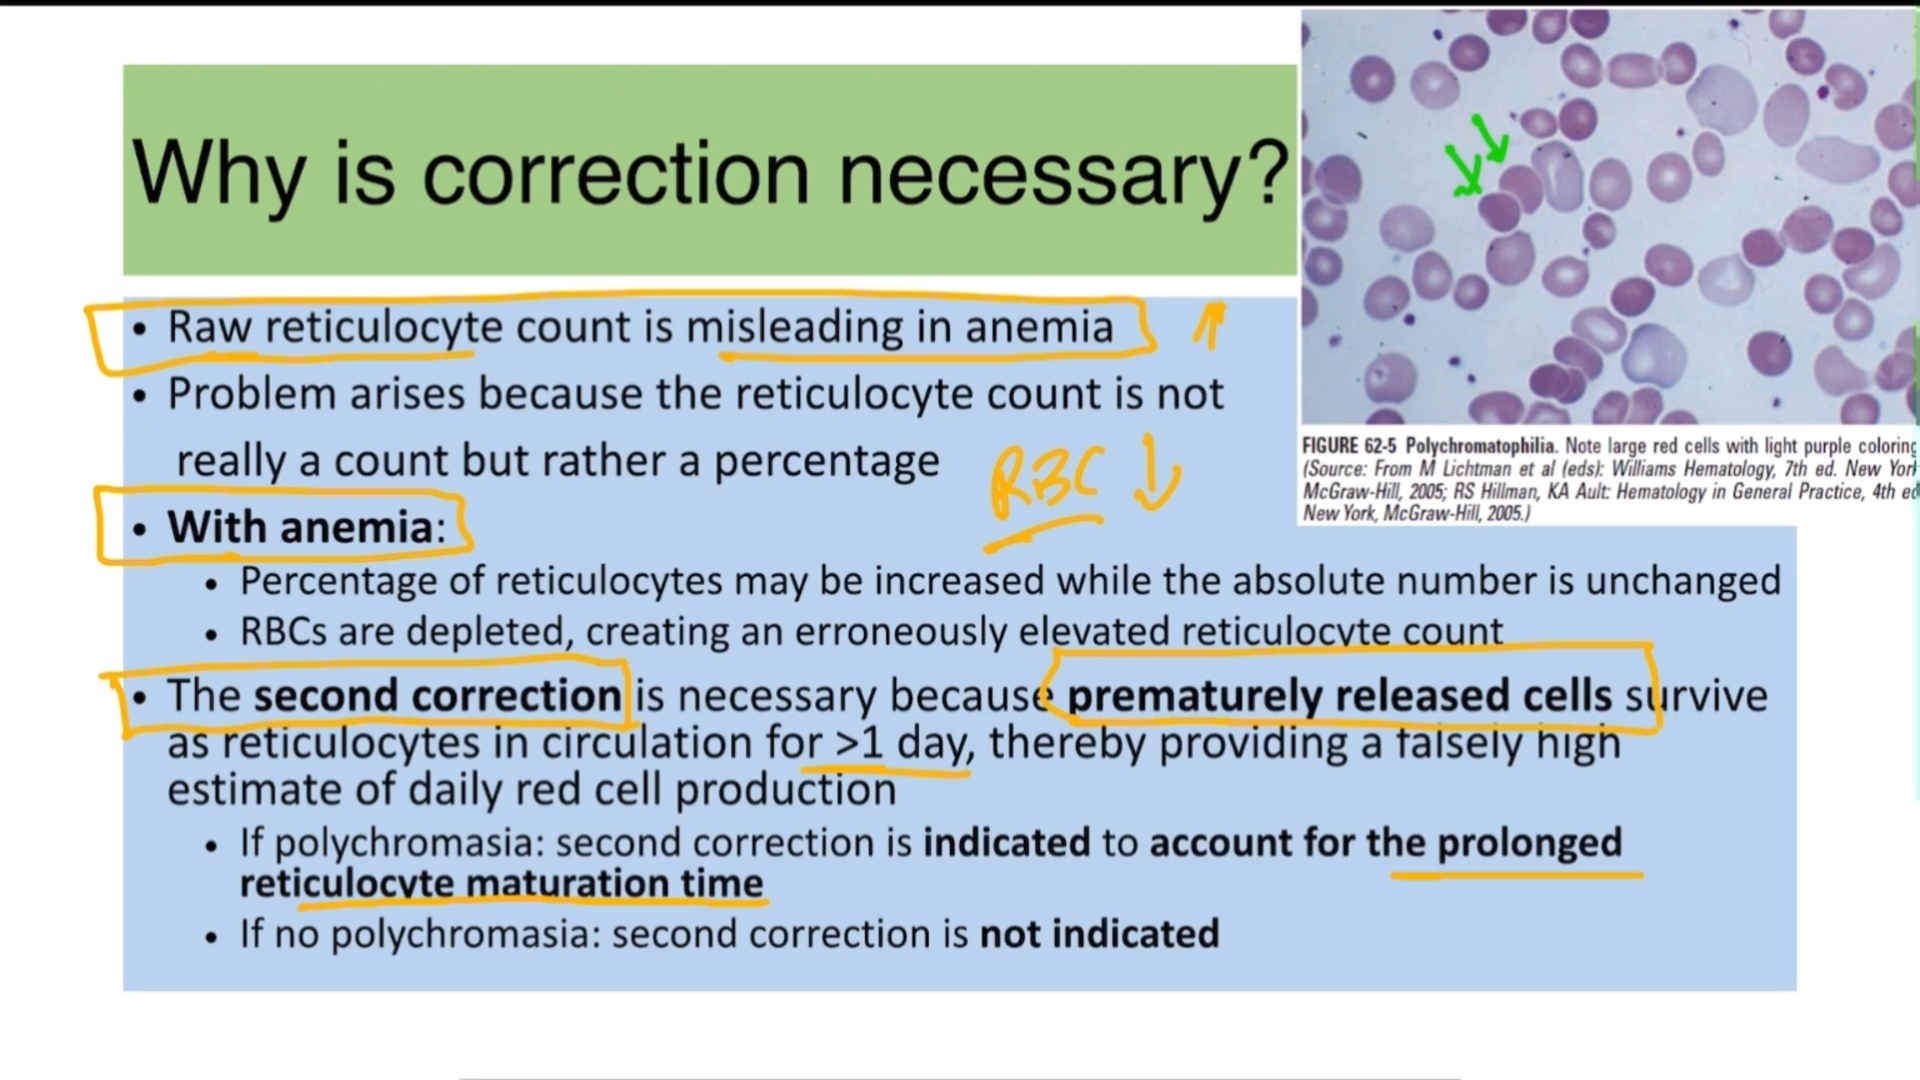 Why is correction necessary?
• Raw reticulocyte count is misleading in anemia
• Problem arises because the reticulocyte count is not
really a count but rather a percentage
RBC ↓
• With anemia:
• Percentage of reticulocytes may be increased while the absolute number is unchanged
• RBCs are depleted, creating an erroneously elevated reticulocyte count
• The second correction is necessary because prematurely released cells survive
as reticulocytes in circulation for >1 day, thereby providing a falsely high
estimate of daily red cell production
• If polychromasia: second correction is indicated to account for the prolonged
reticulocyte maturation time
• If no polychromasia: second correction is not indicated
FIGURE 62-5 Polychromatophilia. Note large red cells with light purple coloring
(Source: From M Lichtman et al (eds): Williams Hematology, 7th ed. New York
McGraw-Hill, 2005; RS Hillman, KA Ault: Hematology in General Practice, 4th ed
New York, McGraw-Hill, 2005.)